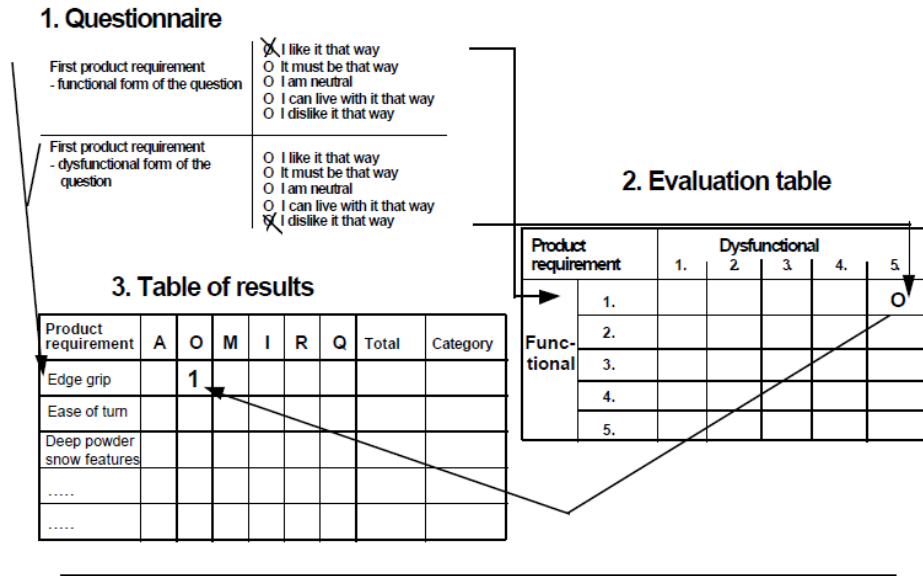 1. Questionnaire
First product requirement
- functional form of the question
O I like it that way
O It must be that way
O I am neutral
O I can live with it that way
O I dislike it that way
First product requirement
- dysfunctional form of the
question
O I like it that way
O It must be that way
O I am neutral
O I can live with it that way
O I dislike it that way
2. Evaluation table
Product requirement Dysfunctional
1. 2. 3. 4. 5.
Func-tional
1. O
2.
3.
4.
5.
3. Table of results
Product requirement A O M I R Q Total Category
Edge grip 1
Ease of turn
Deep powder
snow features
.....
.....